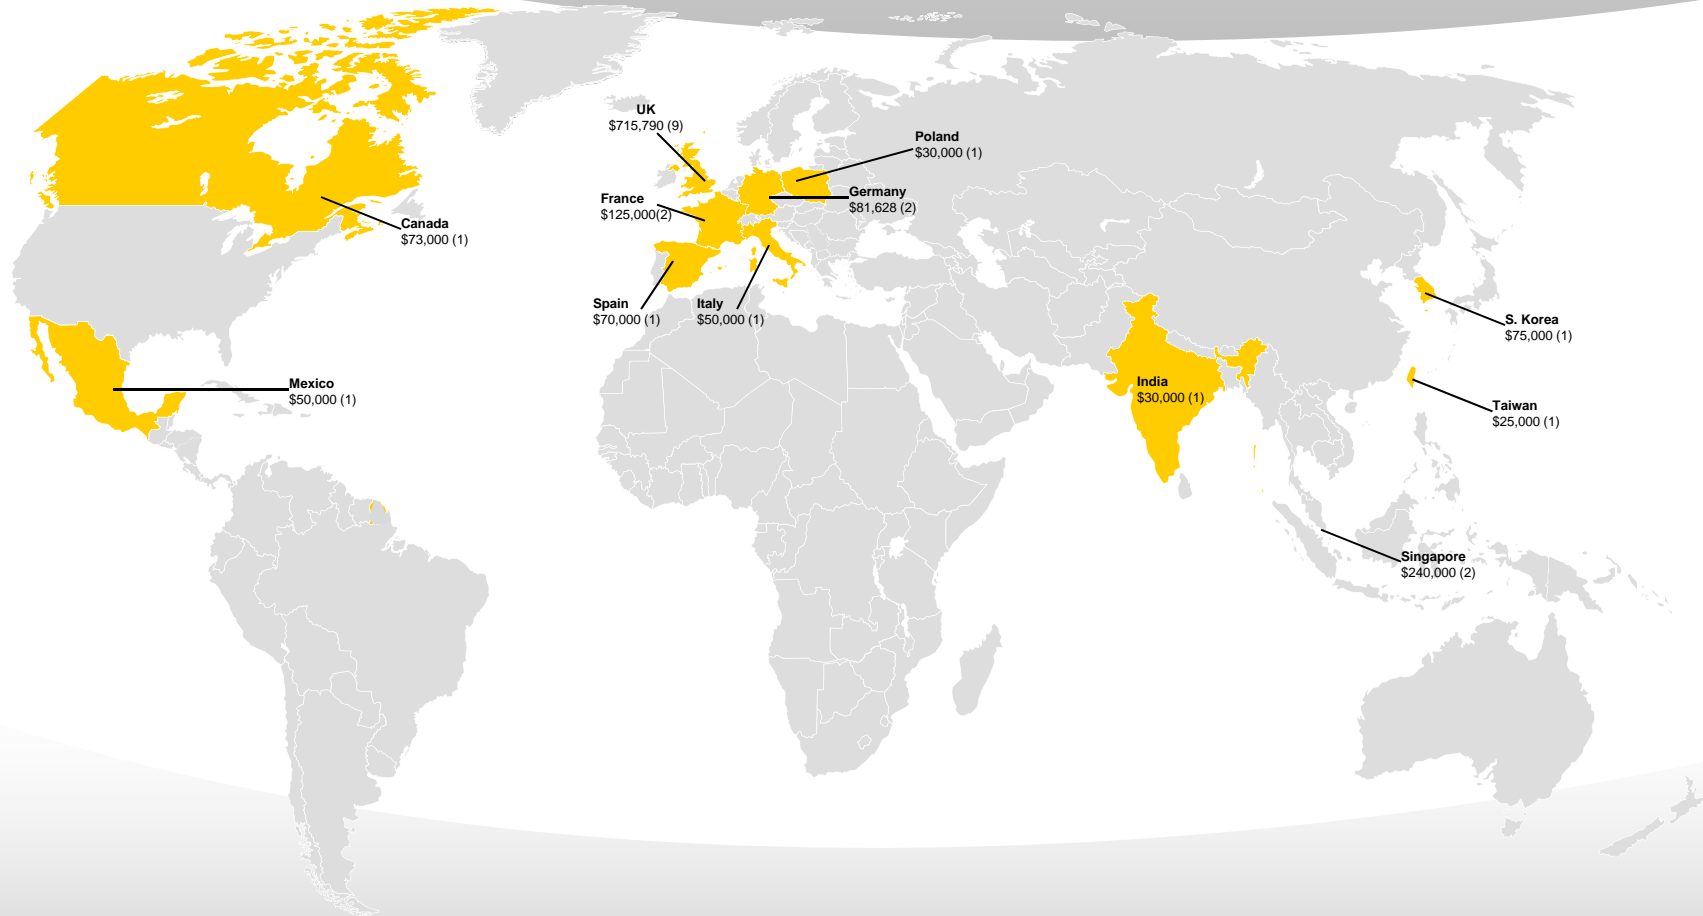 UK
$715,790 (9)
Poland
$30,000 (1)
Germany
$81,628 (2)
France
$125,000(2)
Canada
$73,000 (1)
Spain
$70,000 (1)
Italy
$50,000 (1)
S. Korea
$75,000 (1)
Mexico
$50,000 (1)
India
$30,000 (1)
Taiwan
$25,000 (1)
Singapore
$240,000 (2)